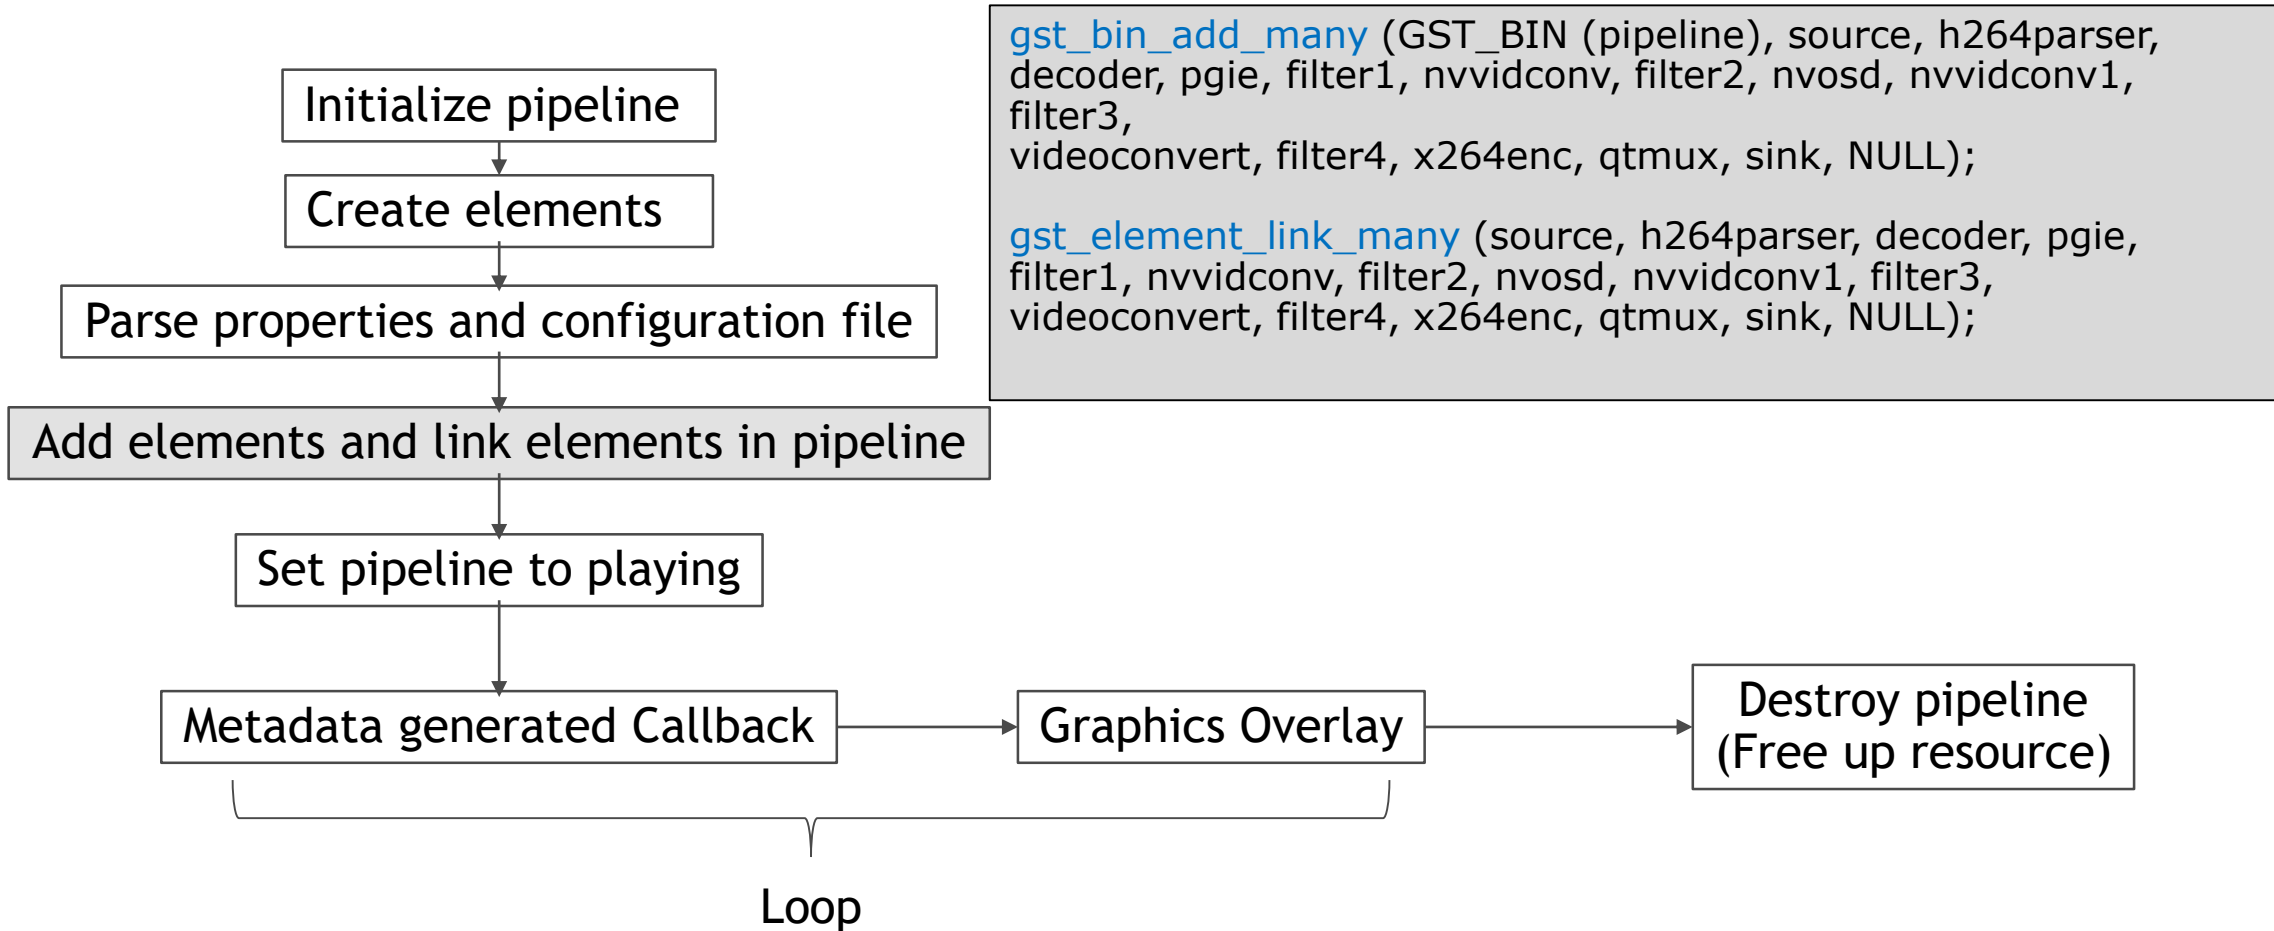 Initialize pipeline
Create elements
Parse properties and configuration file
Add elements and link elements in pipeline
Set pipeline to playing
Metadata generated Callback
Graphics Overlay
Destroy pipeline
(Free up resource)
Loop
gst_bin_add_many (GST_BIN (pipeline), source, h264parser,
decoder, pgie, filter1, nvvidconv, filter2, nvosd, nvvidconv1,
filter3,
videoconvert, filter4, x264enc, qtmux, sink, NULL);
gst_element_link_many (source, h264parser, decoder, pgie,
filter1, nvvidconv, filter2, nvosd, nvvidconv1, filter3,
videoconvert, filter4, x264enc, qtmux, sink, NULL);